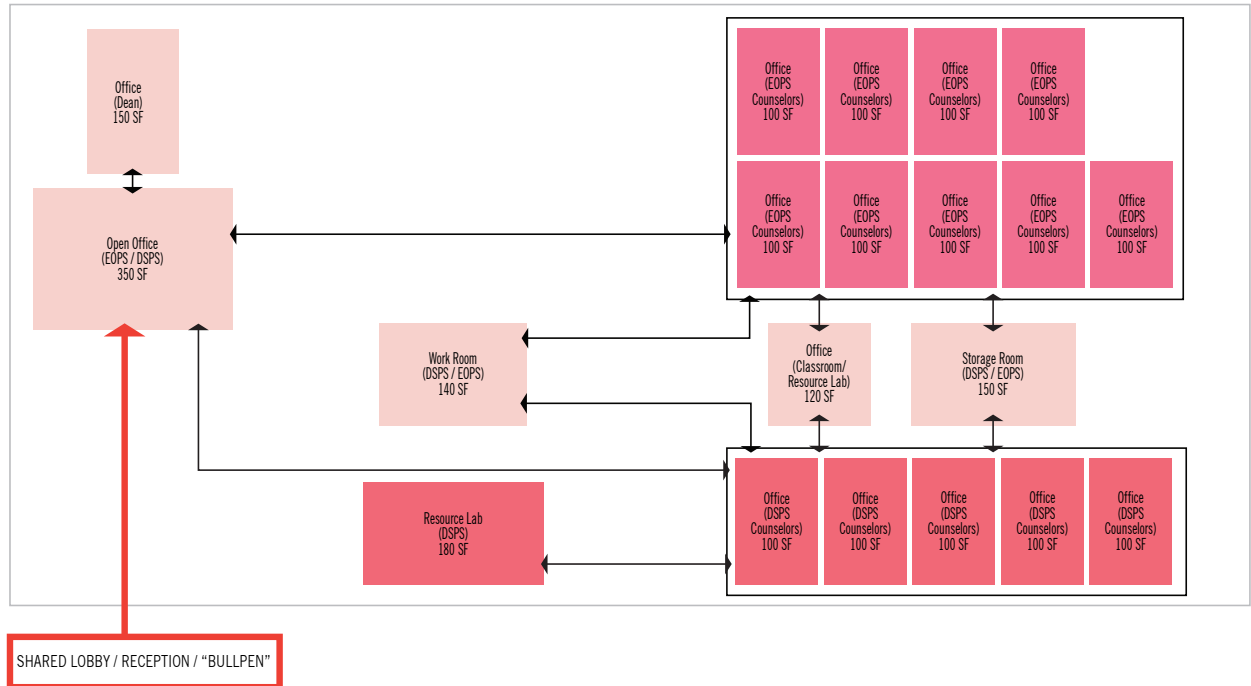 Office
(Dean)
150 SF
Open Office
(EOPS / DSPS)
350 SF
Office
(EOPS
Counselors)
100 SF
Office
(EOPS
Counselors)
100 SF
Office
(EOPS
Counselors)
100 SF
Office
(EOPS
Counselors)
100 SF
Office
(EOPS
Counselors)
100 SF
Office
(EOPS
Counselors)
100 SF
Office
(EOPS
Counselors)
100 SF
Office
(EOPS
Counselors)
100 SF
Office
(EOPS
Counselors)
100 SF
Work Room
(DSPS / EOPS)
140 SF
Office
(Classroom/
Resource Lab)
120 SF
Storage Room
(DSPS / EOPS)
150 SF
Resource Lab
(DSPS)
180 SF
Office
(DSPS
Counselors)
100 SF
Office
(DSPS
Counselors)
100 SF
Office
(DSPS
Counselors)
100 SF
Office
(DSPS
Counselors)
100 SF
Office
(DSPS
Counselors)
100 SF
SHARED LOBBY / RECEPTION / “BULLPEN”